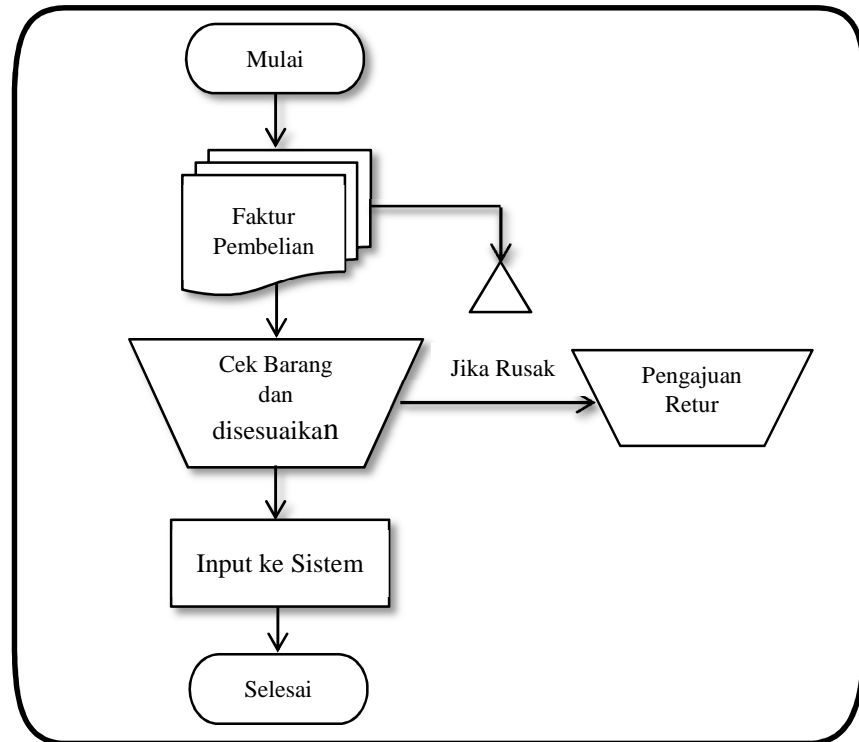 Mulai
Faktur
Pembelian
Cek Barang
dan
disesuaikan
Jika Rusak
Pengajuan
Retur
Input ke Sistem
Selesai